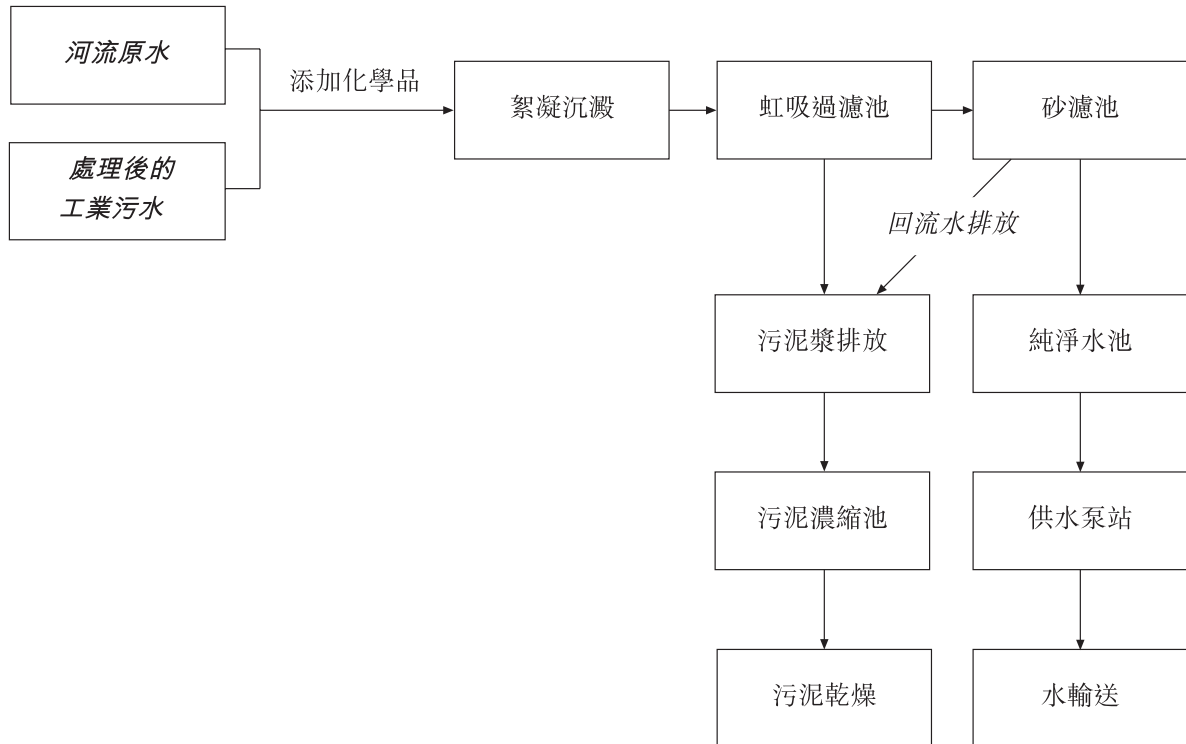 河流原水
添加化學品
絮凝沉澱
虹吸過濾池
砂濾池
處理後的
工業污水
回流水排放
污泥漿排放
純淨水池
污泥濃縮池
供水泵站
污泥乾燥
水輸送